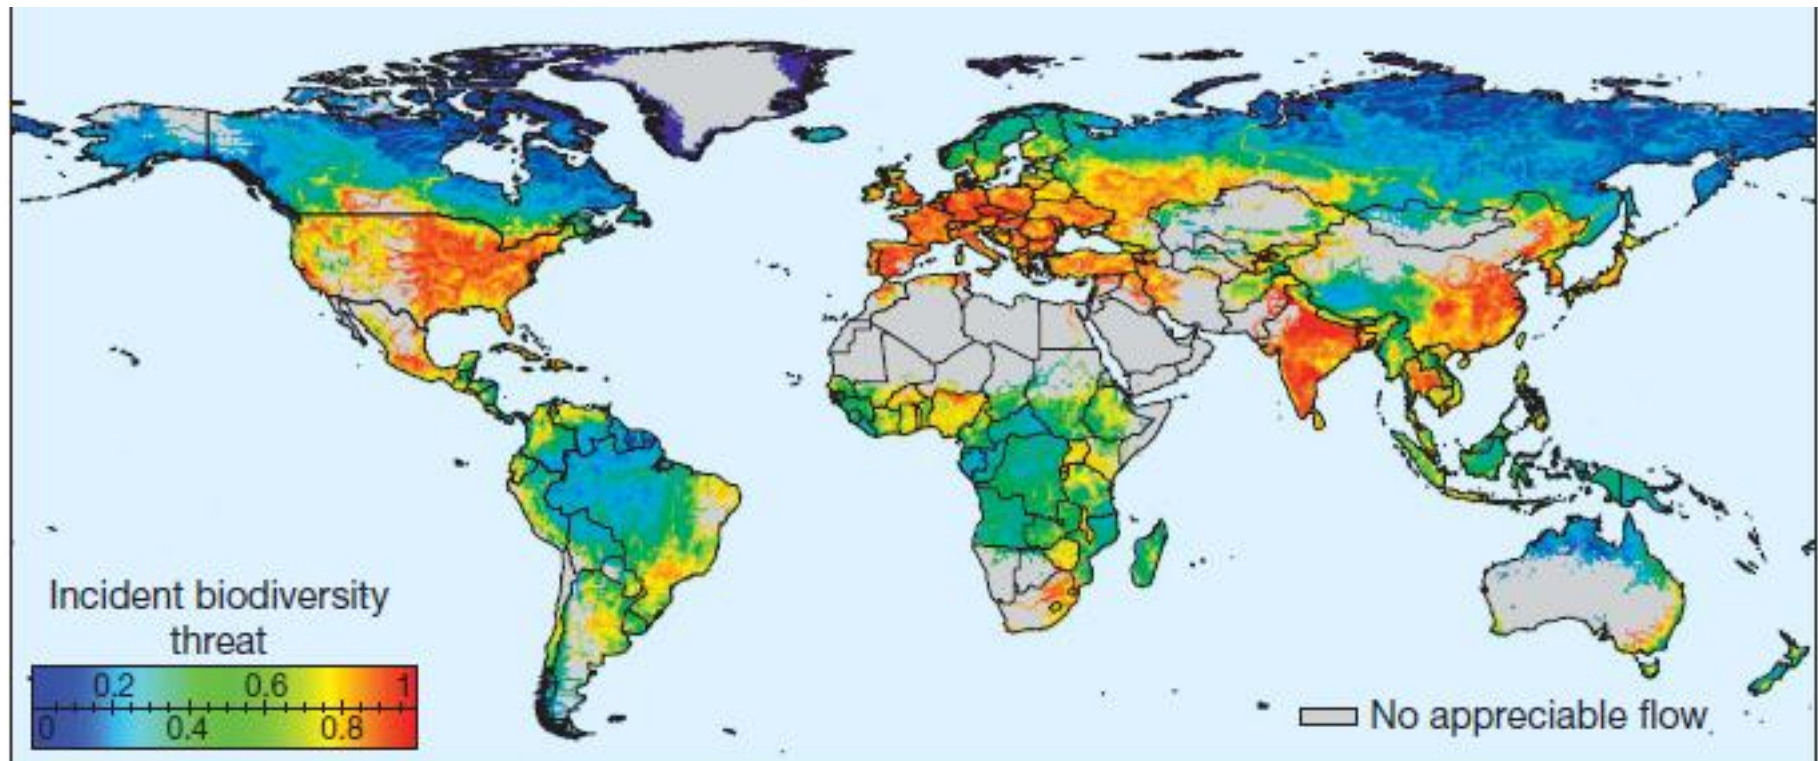 Incident biodiversity
threat
0.2 0.6 1
0 0.4 0.8
No appreciable flow